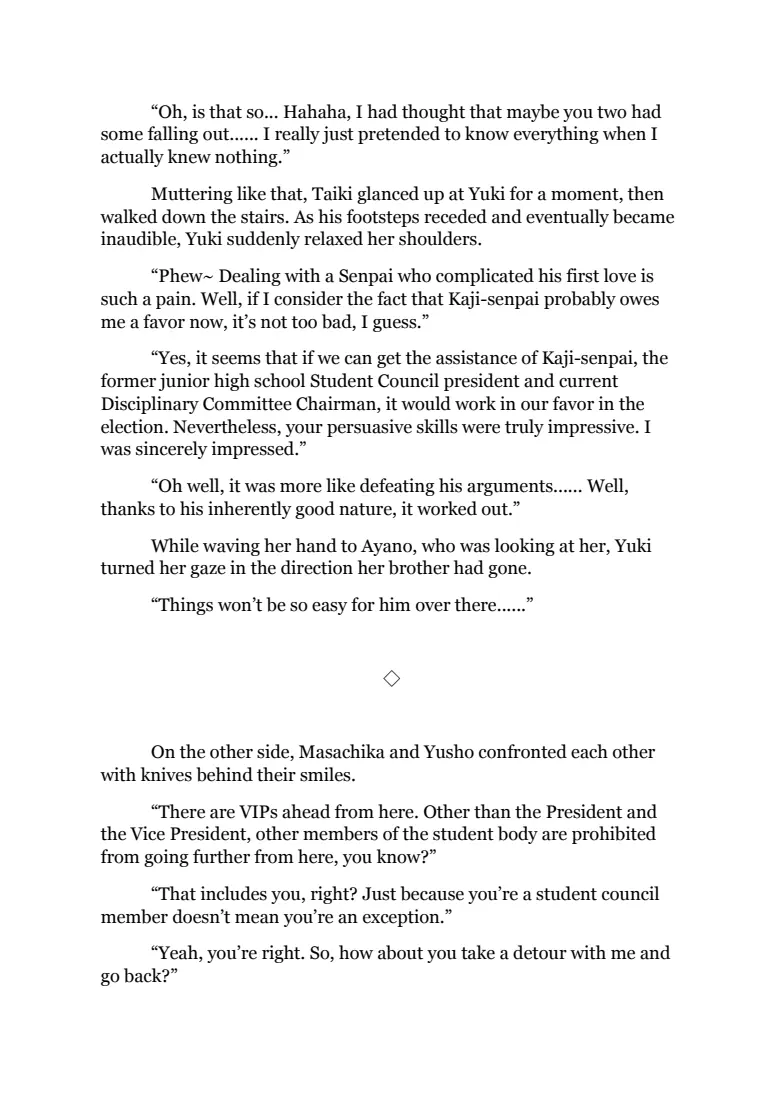 “Oh, is that so... Hahaha, I had thought that maybe you two had
some falling out...... I really just pretended to know everything when I
actually knew nothing.”
Muttering like that, Taiki glanced up at Yuki for a moment, then
walked down the stairs. As his footsteps receded and eventually became
inaudible, Yuki suddenly relaxed her shoulders.
“Phew~ Dealing with a Senpai who complicated his first love is
such a pain. Well, if I consider the fact that Kaji-senpai probably owes
me a favor now, it’s not too bad, I guess.”
“Yes, it seems that if we can get the assistance of Kaji-senpai, the
former junior high school Student Council president and current
Disciplinary Committee Chairman, it would work in our favor in the
election. Nevertheless, your persuasive skills were truly impressive. I
was sincerely impressed.”
“Oh well, it was more like defeating his arguments...... Well,
thanks to his inherently good nature, it worked out.”
While waving her hand to Ayano, who was looking at her, Yuki
turned her gaze in the direction her brother had gone.
“Things won’t be so easy for him over there......”
◇
On the other side, Masachika and Yusho confronted each other
with knives behind their smiles.
“There are VIPs ahead from here. Other than the President and
the Vice President, other members of the student body are prohibited
from going further from here, you know?”
“That includes you, right? Just because you’re a student council
member doesn’t mean you’re an exception.”
“Yeah, you’re right. So, how about you take a detour with me and
go back?”